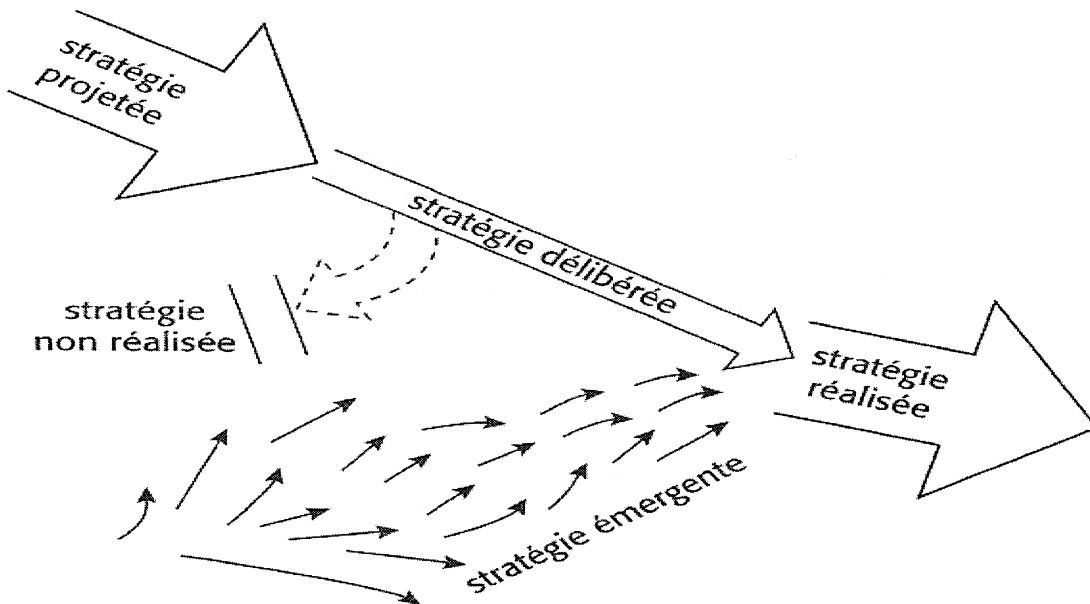 stratégie
projetée
stratégie délibérée
stratégie
non réalisée
stratégie
réalisée
stratégie émergente